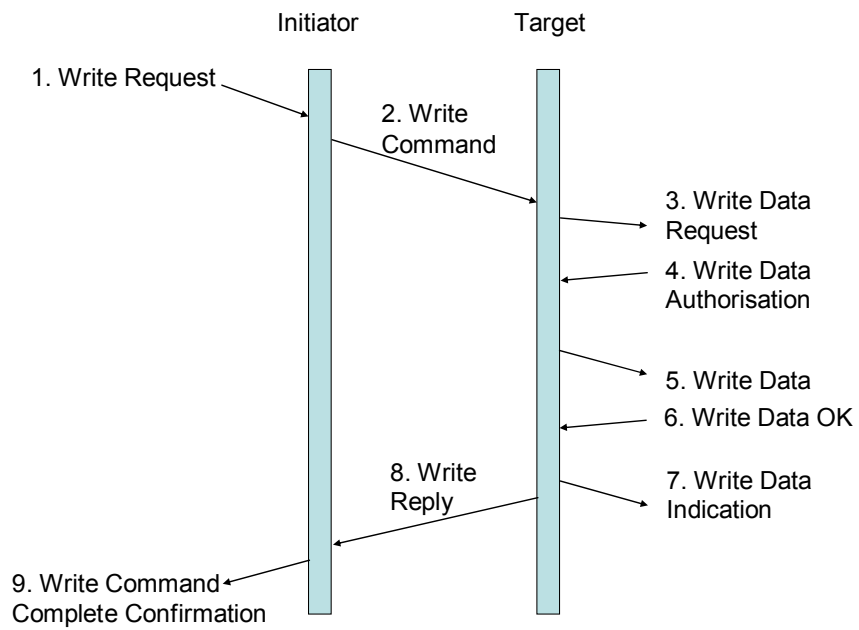 Initiator
Target
1. Write Request
2. Write
Command
3. Write Data
Request
4. Write Data
Authorisation
5. Write Data
6. Write Data OK
8. Write
Reply
7. Write Data
Indication
9. Write Command
Complete Confirmation